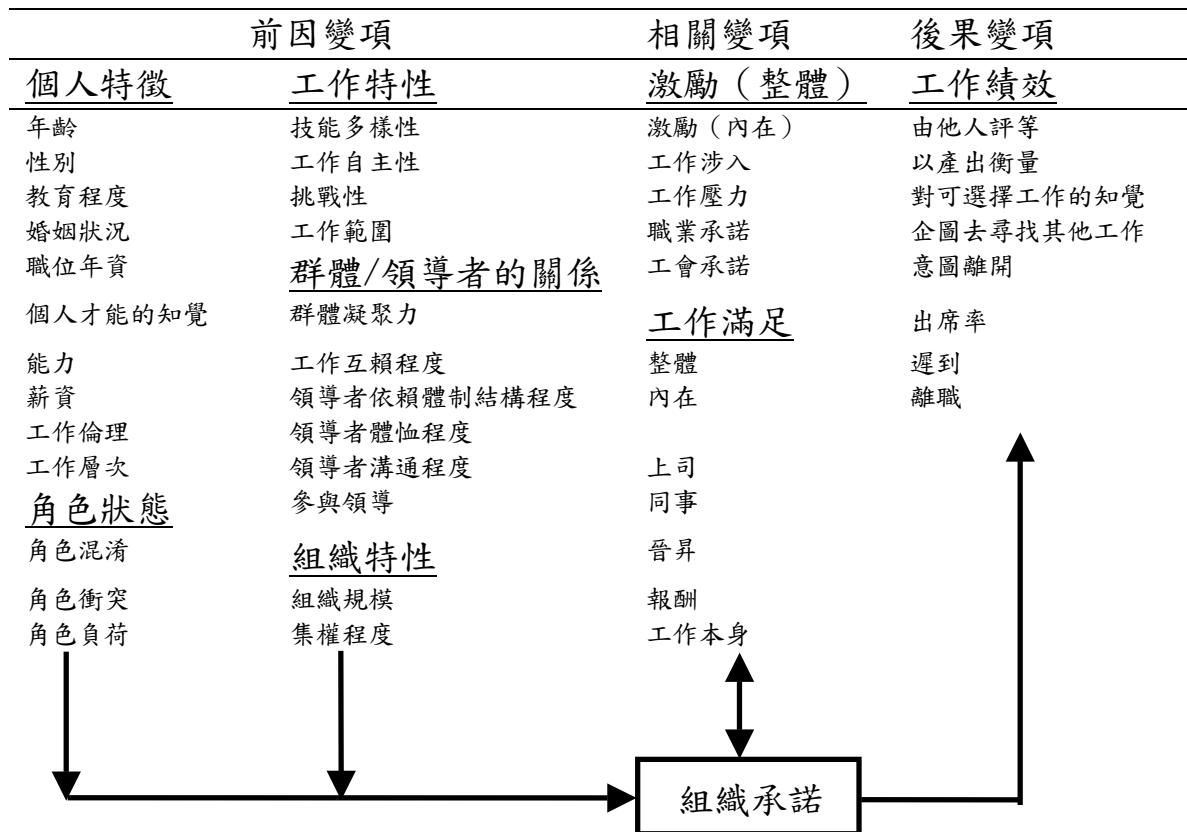 前因變項 相關變項 後果變項
個人特徵 工作特性 激勵（整體） 工作績效
年齡 技能多樣性 激勵（內在） 由他人評等
性別 工作自主性 工作涉入 以產出衡量
教育程度 挑戰性 工作壓力 對可選擇工作的知覺
婚姻狀況 工作範圍 職業承諾 企圖去尋找其他工作
職位年資 群體/領導者的關係 工會承諾 意圖離開
個人才能的知覺 群體凝聚力 工作滿足 出席率
能力 工作互賴程度 整體 遲到
薪資 領導者依賴體制結構程度 內在 離職
工作倫理 領導者體恤程度
工作層次 領導者溝通程度 上司
角色狀態 參與領導 同事
角色混淆 組織特性 晉昇
角色衝突 組織規模 報酬
角色負荷 集權程度 工作本身
組織承諾